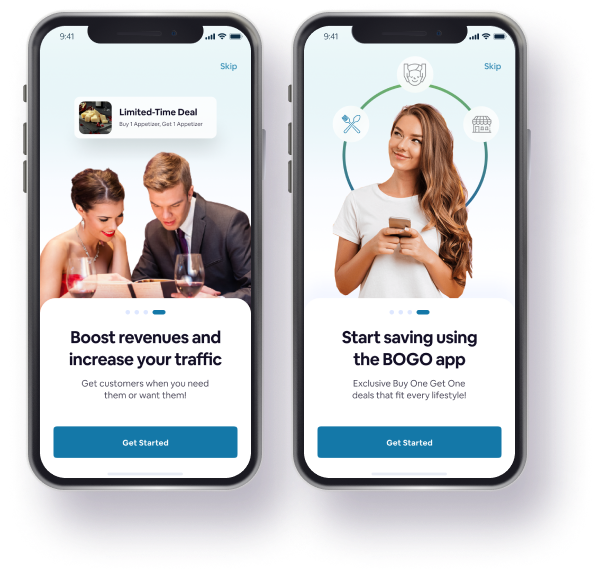 9:41
Skip
Limited-Time Deal
Buy 1 Appetizer, Get 1 Appetizer
Boost revenues and
increase your traffic
Get customers when you need
them or want them!
Get Started
9:41
Skip
Start saving using
the BOGO app
Exclusive Buy One Get One
deals that fit every lifestyle!
Get Started